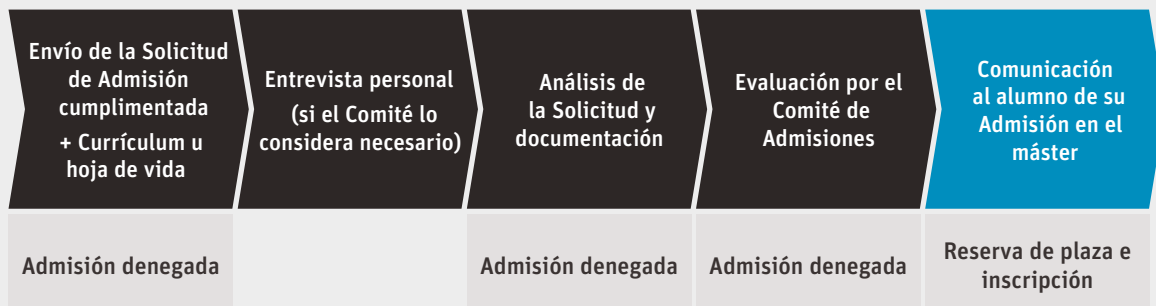 Envío de la Solicitud
de Admisión
cumplimentada
+ Currículum u
hoja de vida
Entrevista personal
(si el Comité lo
considera necesario)
Análisis de
la Solicitud y
documentación
Evaluación por el
Comité de
Admisiones
Comunicación
al alumno de su
Admisión en el
máster
Admisión denegada
Admisión denegada
Admisión denegada
Reserva de plaza e
inscripción